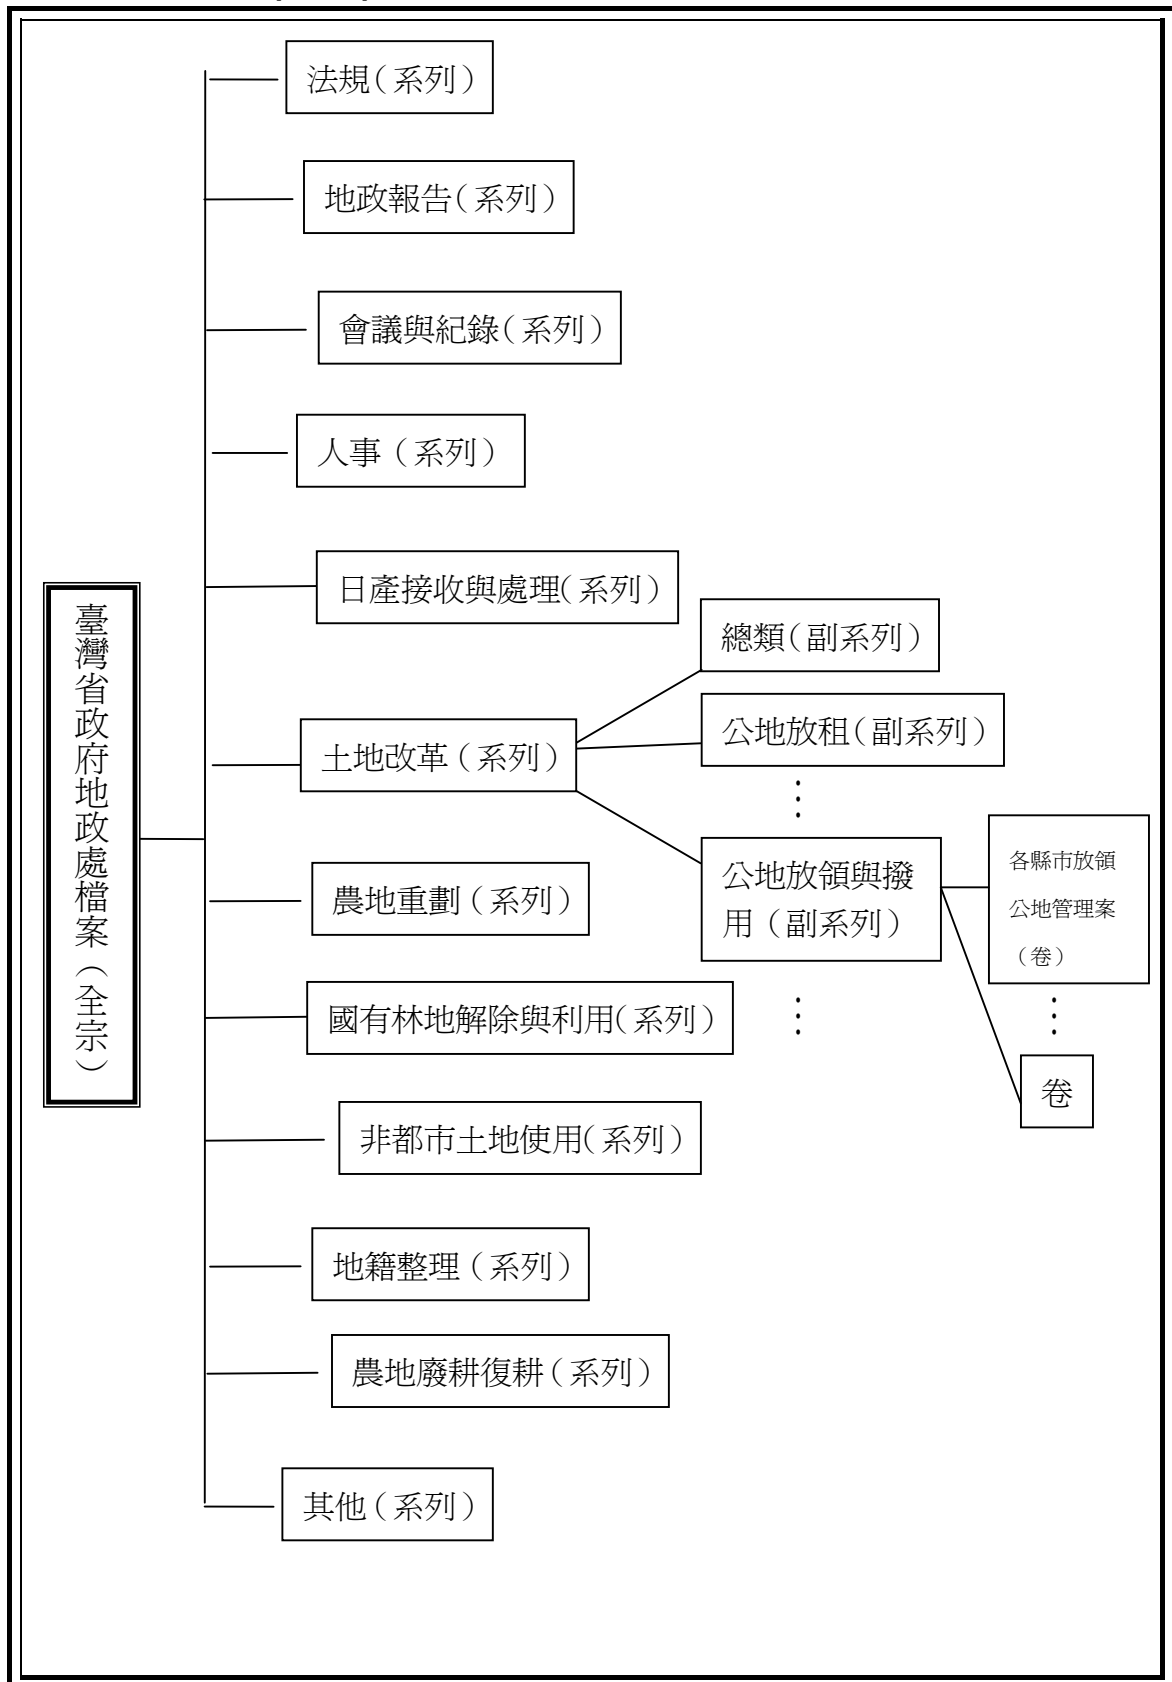 法規（系列）
地政報告（系列）
會議與紀錄（系列）
人事（系列）
日產接收與處理（系列）
臺灣省政府地政處檔案（全宗）
土地改革（系列）
總類（副系列）
公地放租（副系列）
公地放領與撥
用（副系列）
各縣市放領
公地管理案
（卷）
卷
農地重劃（系列）
國有林地解除與利用（系列）
非都市土地使用（系列）
地籍整理（系列）
農地廢耕復耕（系列）
其他（系列）